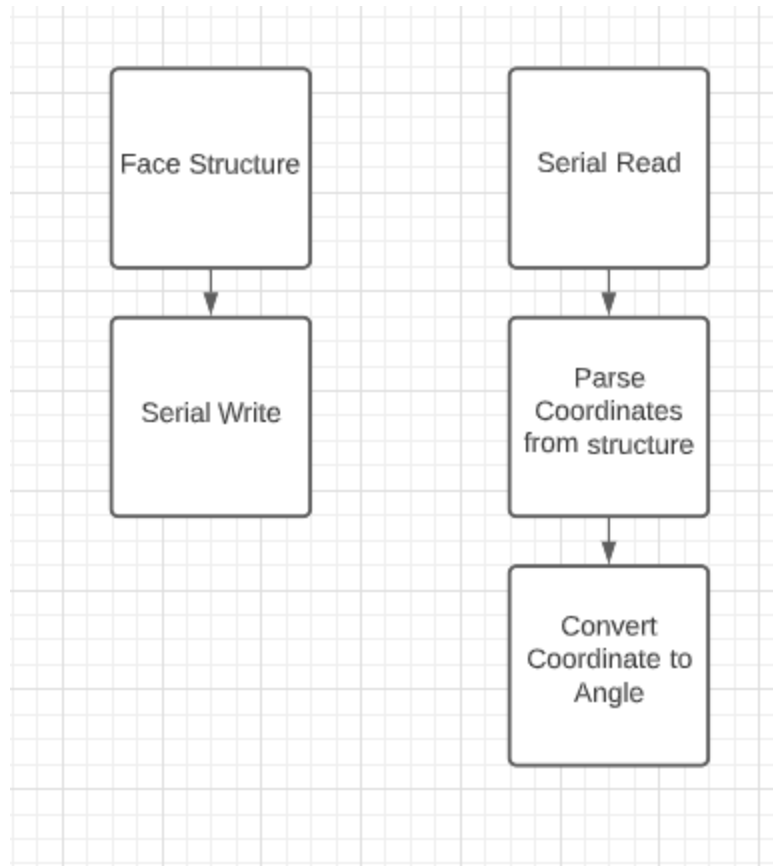 Face Structure
Serial Write
Serial Read
Parse
Coordinates
from structure
Convert
Coordinate to
Angle